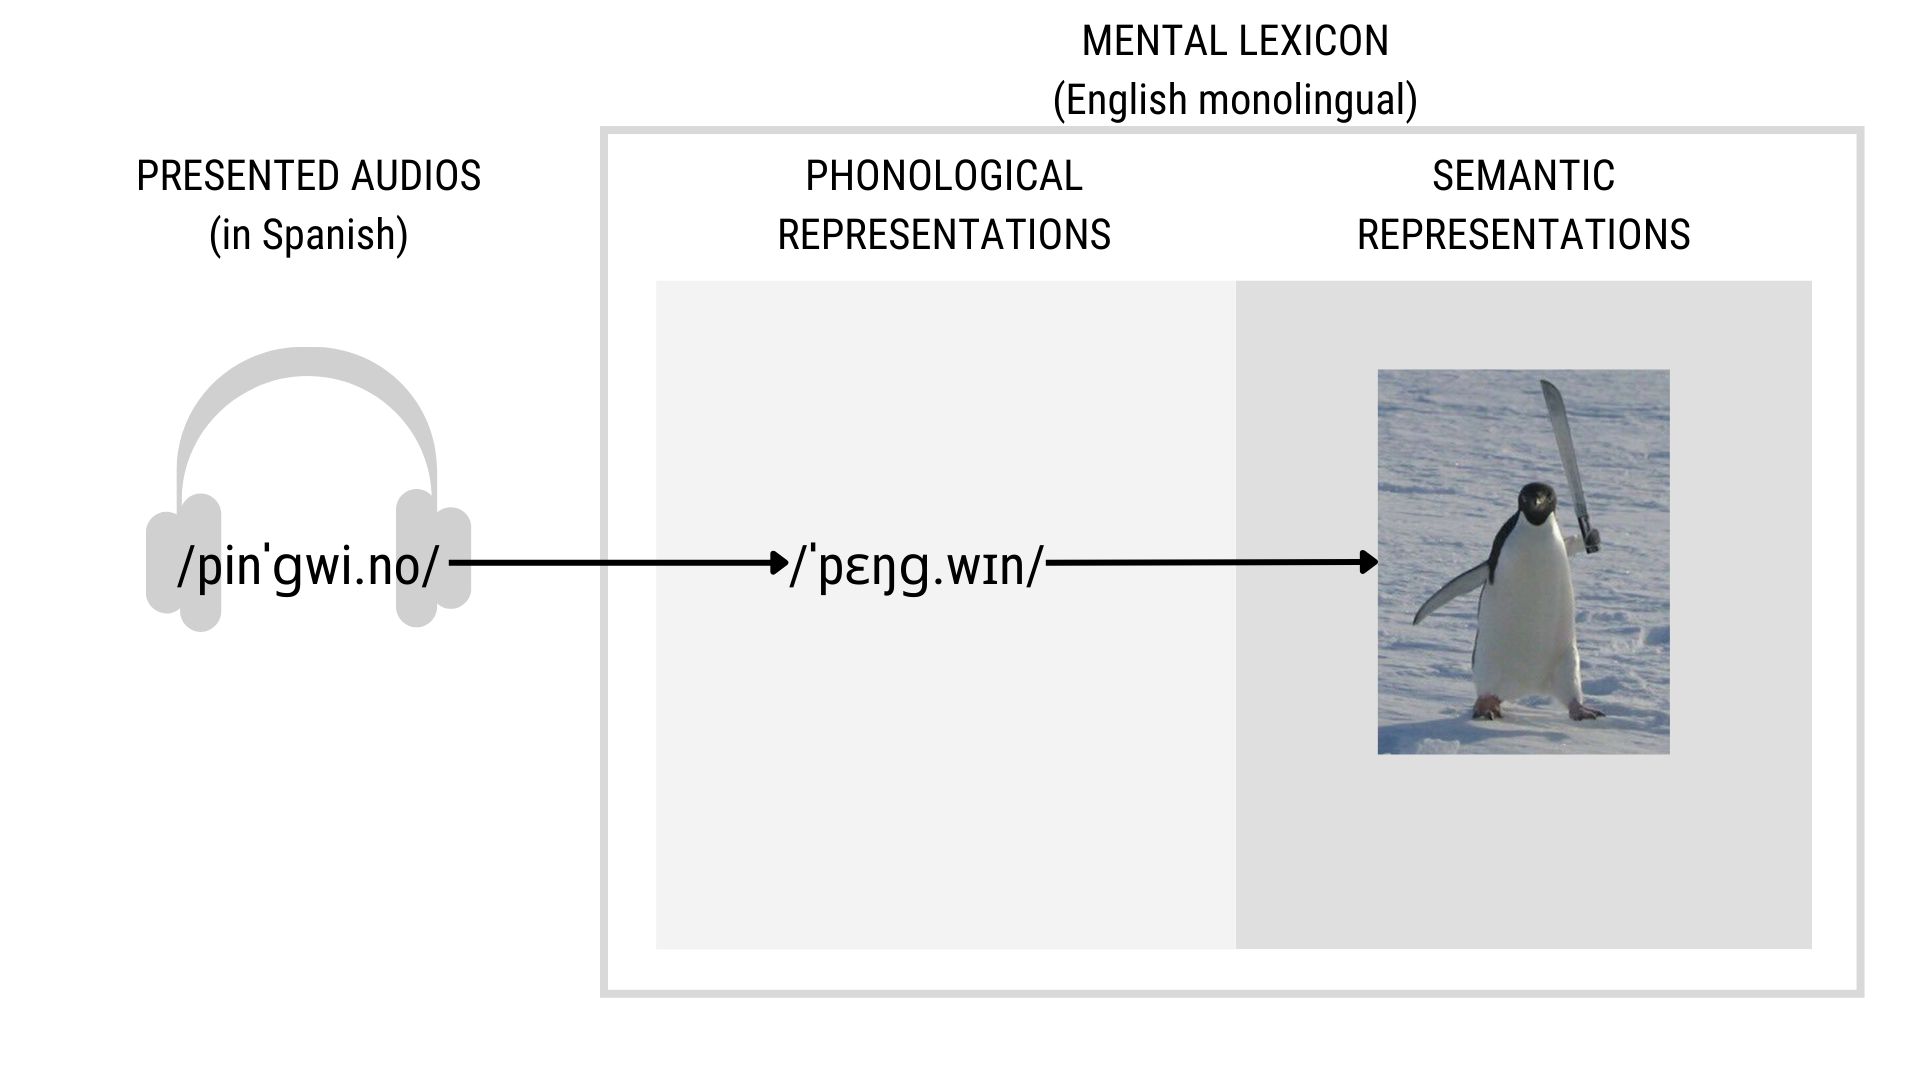 MENTAL LEXICON
(English monolingual)
PRESENTED AUDIOS
(in Spanish)
PHONOLOGICAL
REPRESENTATIONS
SEMANTIC
REPRESENTATIONS
/pinˈɡwi.no/
/ˈpɛŋɡ.wɪn/